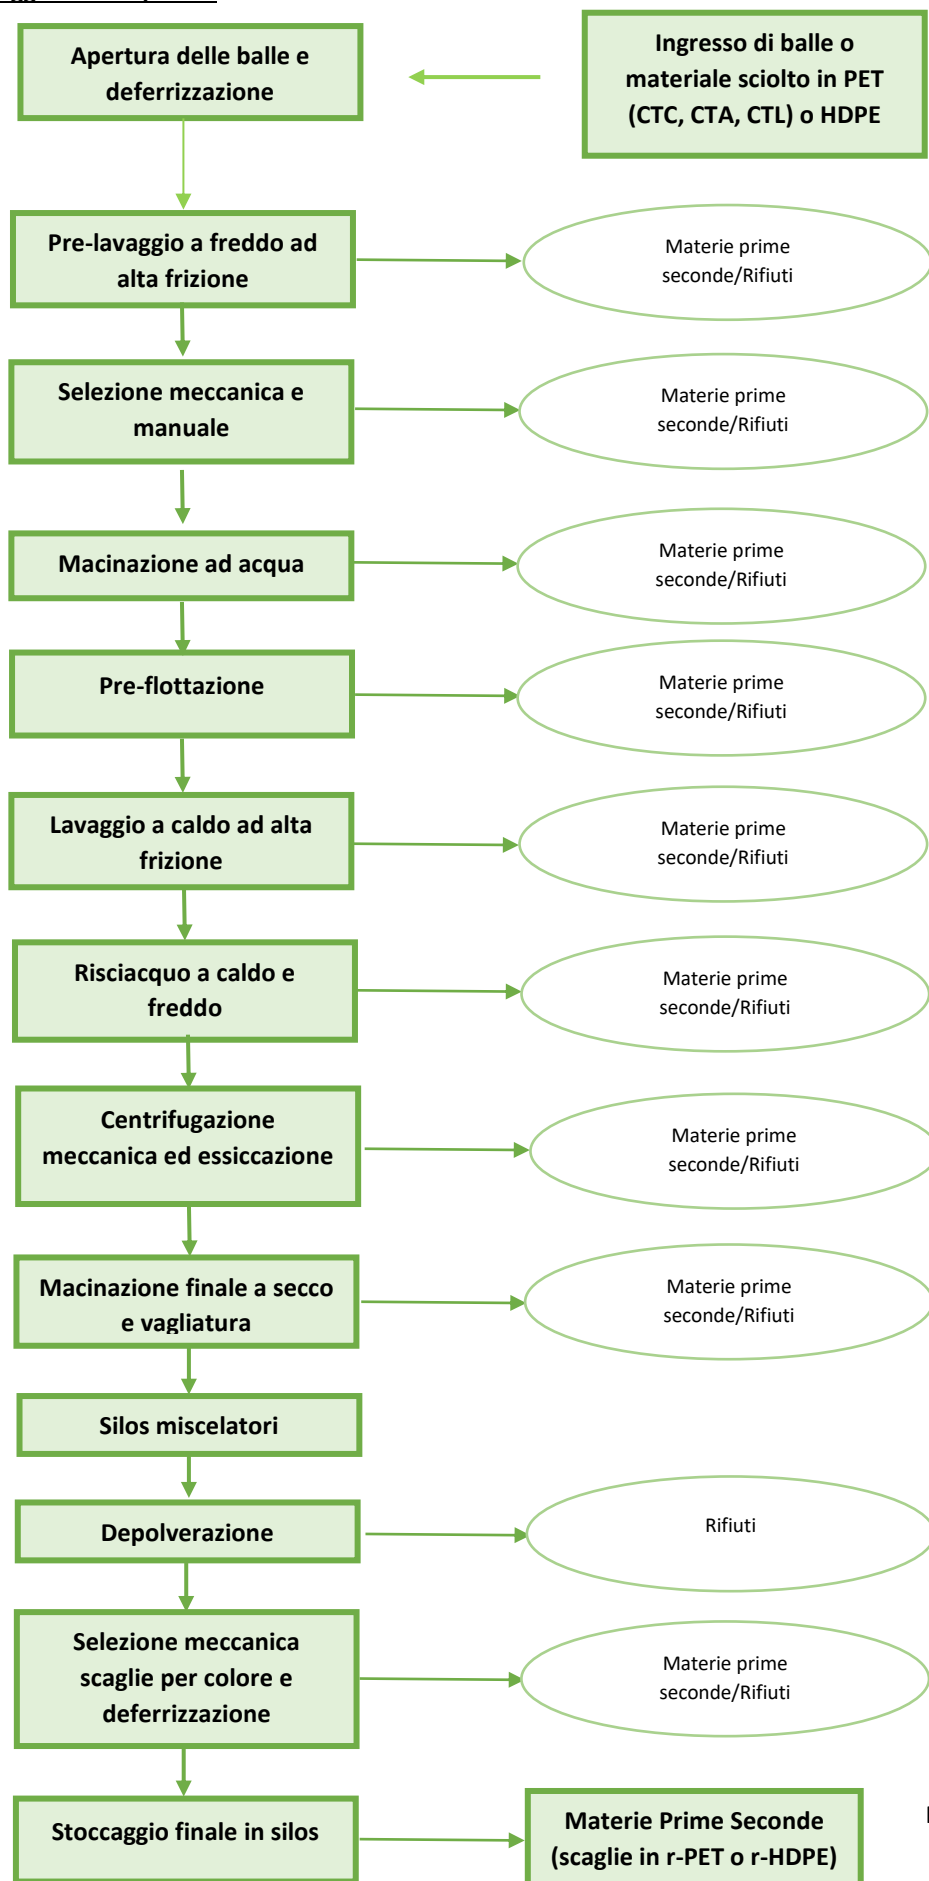 Apertura delle balle e
deferrizzazione
Ingresso di balle o
materiale sciolto in PET
(CTC, CTA, CTL) o HDPE
Pre-lavaggio a freddo ad
alta frizione
Materie prime
seconde/Rifiuti
Selezione meccanica e
manuale
Materie prime
seconde/Rifiuti
Macinazione ad acqua
Materie prime
seconde/Rifiuti
Pre-flottazione
Materie prime
seconde/Rifiuti
Lavaggio a caldo ad alta
frizione
Materie prime
seconde/Rifiuti
Risciacquo a caldo e
freddo
Materie prime
seconde/Rifiuti
Centrifugazione
meccanica ed essiccazione
Materie prime
seconde/Rifiuti
Macinazione finale a secco
e vagliatura
Materie prime
seconde/Rifiuti
Silos miscelatori
Depolverazione
Rifiuti
Selezione meccanica
scaglie per colore e
deferrizzazione
Materie prime
seconde/Rifiuti
Stoccaggio finale in silos
Materie Prime Seconde
(scaglie in r-PET o r-HDPE)